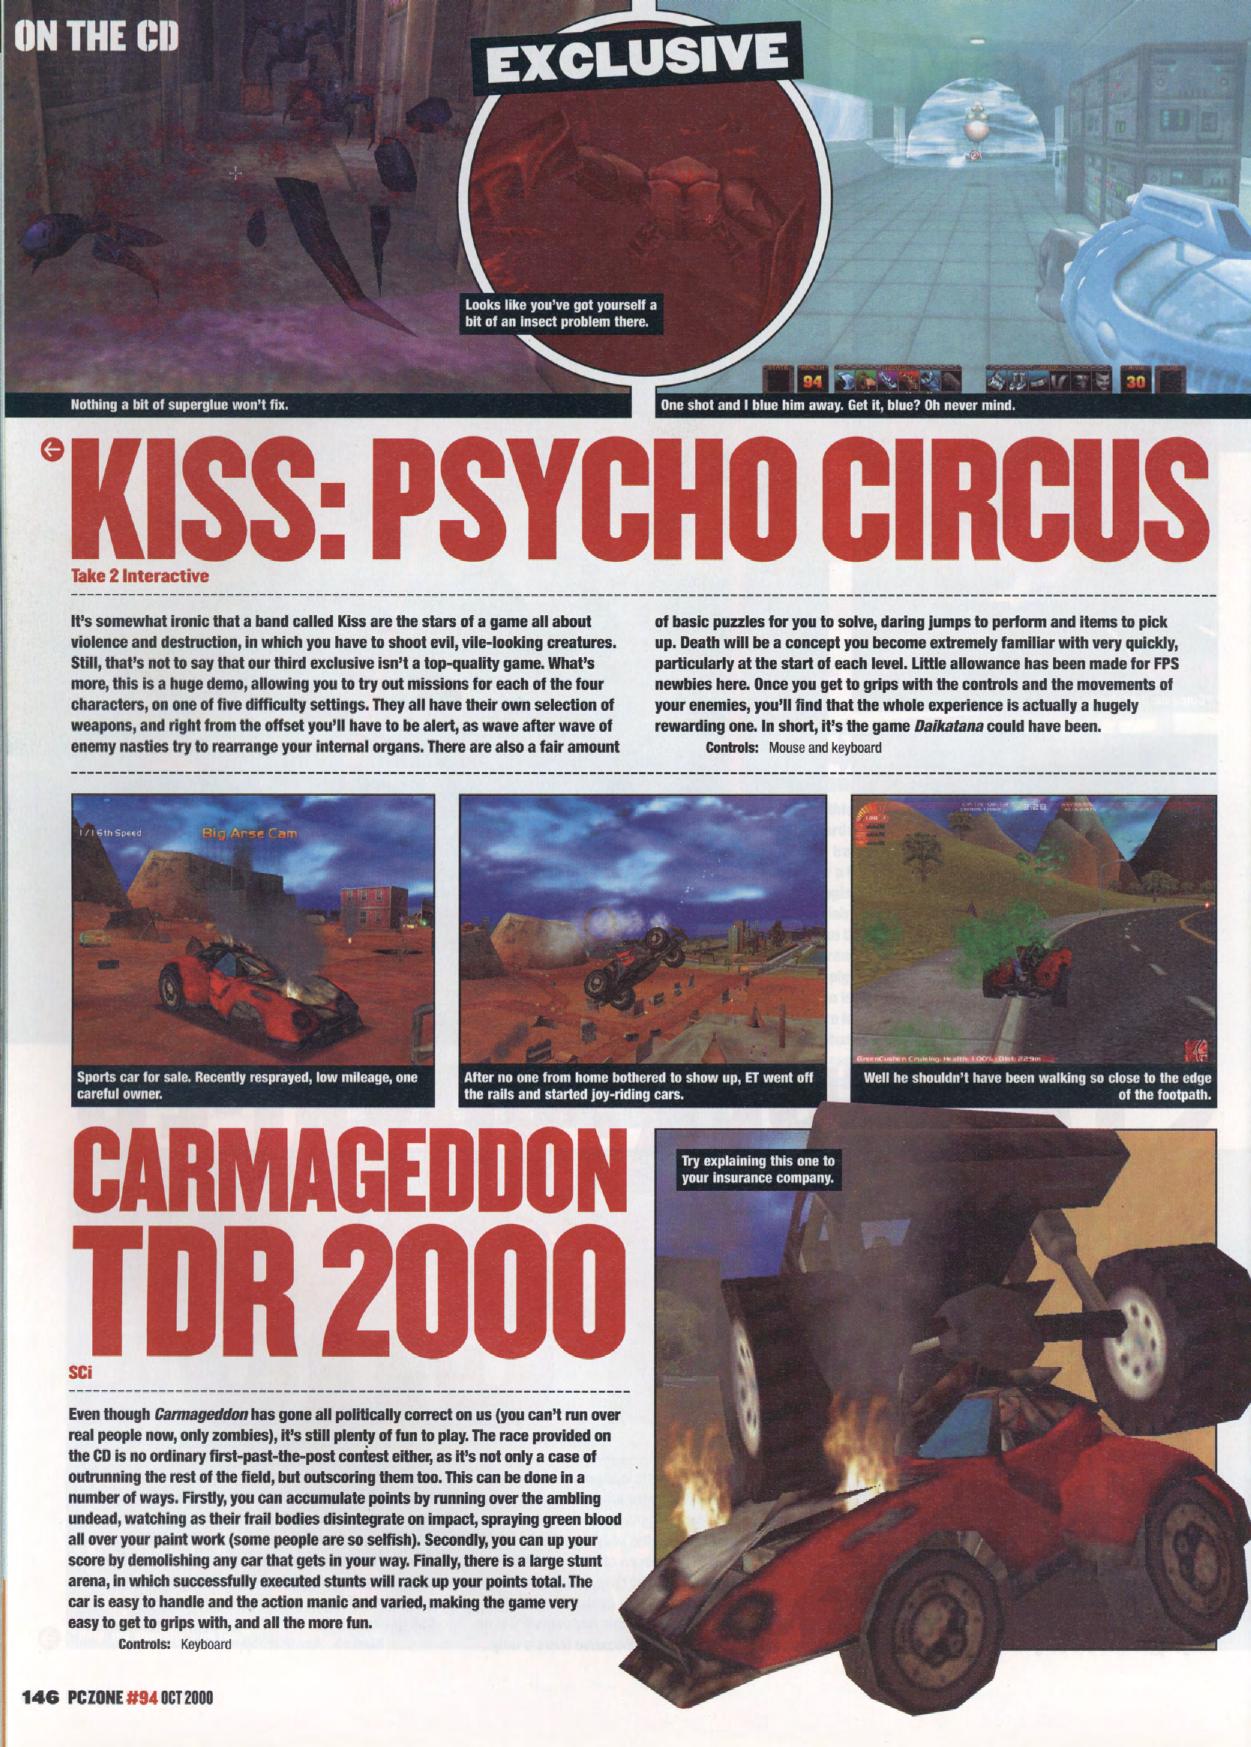 ON THE CD
EXCLUSIVE
Looks like you've got yourself a
bit of an insect problem there.
94
30
Nothing a bit of superglue won't fix.
One shot and I blue him away. Get it, blue? Oh never mind.
KISS: PSYCHO CIRCUS
Take 2 Interactive
It's somewhat ironic that a band called Kiss are the stars of a game all about
violence and destruction, in which you have to shoot evil, vile-looking creatures.
Still, that's not to say that our third exclusive isn't a top-quality game. What's
more, this is a huge demo, allowing you to try out missions for each of the four
characters, on one of five difficulty settings. They all have their own selection of
weapons, and right from the offset you'll have to be alert, as wave after wave of
enemy nasties try to rearrange your internal organs. There are also a fair amount
of basic puzzles for you to solve, daring jumps to perform and items to pick
up. Death will be a concept you become extremely familiar with very quickly,
particularly at the start of each level. Little allowance has been made for FPS
newbies here. Once you get to grips with the controls and the movements of
your enemies, you'll find that the whole experience is actually a hugely
rewarding one. In short, it's the game Daikatana could have been.
Controls: Mouse and keyboard
1/16th Speed
Big Arse Cam
Sports car for sale. Recently resprayed, low mileage, one
careful owner.
After no one from home bothered to show up, ET went off
the rails and started joy-riding cars.
Health: 100% Dist: 229m
Well he shouldn't have been walking so close to the edge
of the footpath.
CARMAGEDDON
TDR 2000
SCi
Try explaining this one to
your insurance company.
Even though Carmageddon has gone all politically correct on us (you can't run over
real people now, only zombies), it's still plenty of fun to play. The race provided on
the CD is no ordinary first-past-the-post contest either, as it's not only a case of
outrunning the rest of the field, but outscoring them too. This can be done in a
number of ways. Firstly, you can accumulate points by running over the ambling
undead, watching as their frail bodies disintegrate on impact, spraying green blood
all over your paint work (some people are so selfish). Secondly, you can up your
score by demolishing any car that gets in your way. Finally, there is a large stunt
arena, in which successfully executed stunts will rack up your points total. The
car is easy to handle and the action manic and varied, making the game very
easy to get to grips with, and all the more fun.
Controls: Keyboard
146 PCZONE #94 OCT 2000